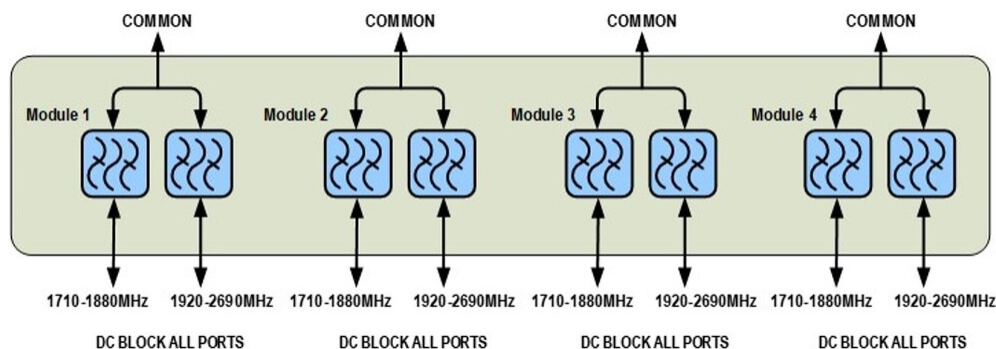 COMMON COMMON COMMON COMMON
Module 1 Module 2 Module 3 Module 4
1710-1880MHz 1920-2690MHz 1710-1880MHz 1920-2690MHz 1710-1880MHz 1920-2690MHz 1710-1880MHz 1920-2690MHz
DC BLOCK ALL PORTS DC BLOCK ALL PORTS DC BLOCK ALL PORTS DC BLOCK ALL PORTS